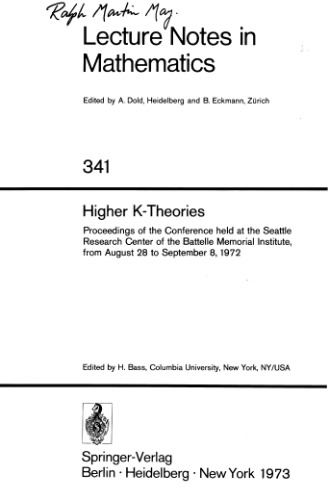 Ralph Martin May.
Lecture Notes in
Mathematics
Edited by A. Dold, Heidelberg and B. Eckmann, Zürich
341
Higher K-Theories
Proceedings of the Conference held at the Seattle
Research Center of the Battelle Memorial Institute,
from August 28 to September 8, 1972
Edited by H. Bass, Columbia University, New York, NY/USA
Springer-Verlag
Berlin · Heidelberg · New York 1973